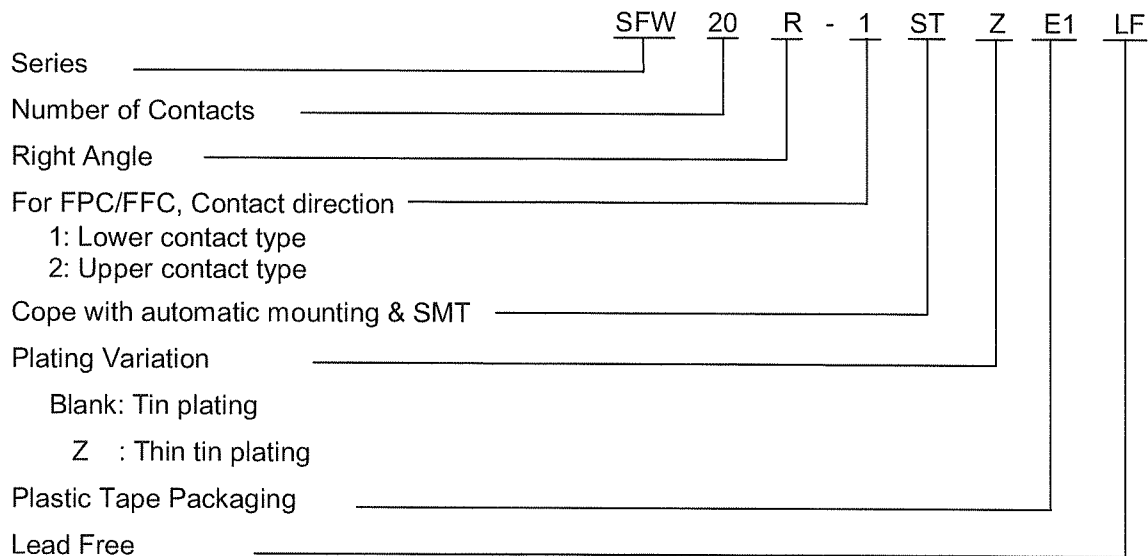 SFW 20 R - 1 ST Z E1 LF
Series
Number of Contacts
Right Angle
For FPC/FFC, Contact direction
1: Lower contact type
2: Upper contact type
Cope with automatic mounting & SMT
Plating Variation
Blank: Tin plating
Z : Thin tin plating
Plastic Tape Packaging
Lead Free